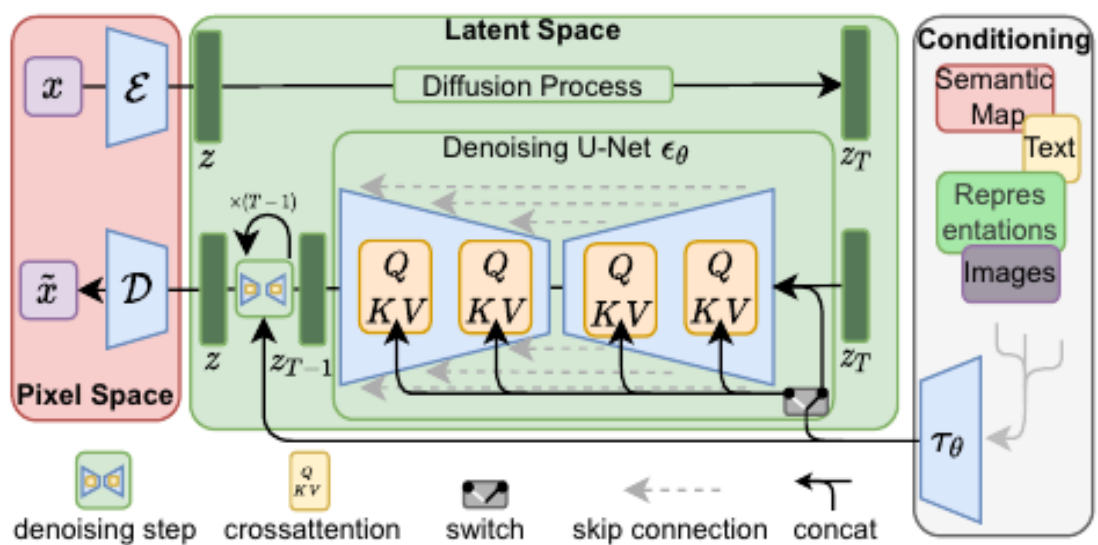 Latent Space
Conditioning
x
ℰ
Diffusion Process
Semantic
Map
Text
z
z_T
Denoising U-Net ϵ_θ
Repres
entations
Images
×(T−1)
Q
KV
Q
KV
Q
KV
Q
KV
x̃
𝒟
z
z_{T−1}
z_T
Pixel Space
τ_θ
Q
KV
denoising step
crossattention
switch
skip connection
concat